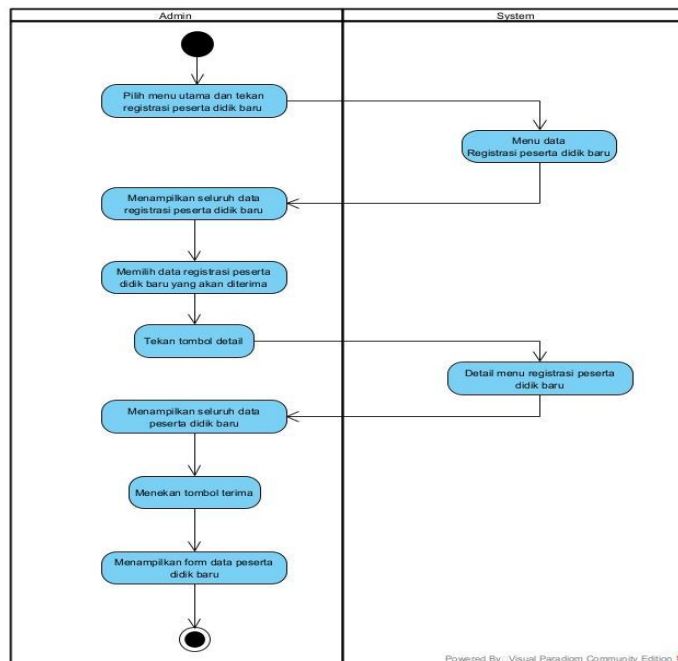 Admin
System
Pilih menu utama dan tekan
registrasi peserta didik baru
Menu data
Registrasi peserta didik baru
Menampilkan seluruh data
registrasi peserta didik baru
Memilih data registrasi peserta
didik baru yang akan diterima
Tekan tombol detail
Detail menu registrasi peserta
didik baru
Menampilkan seluruh data
peserta didik baru
Menekan tombol terima
Menampilkan form data peserta
didik baru
Powered By Visual Paradigm Community Edition